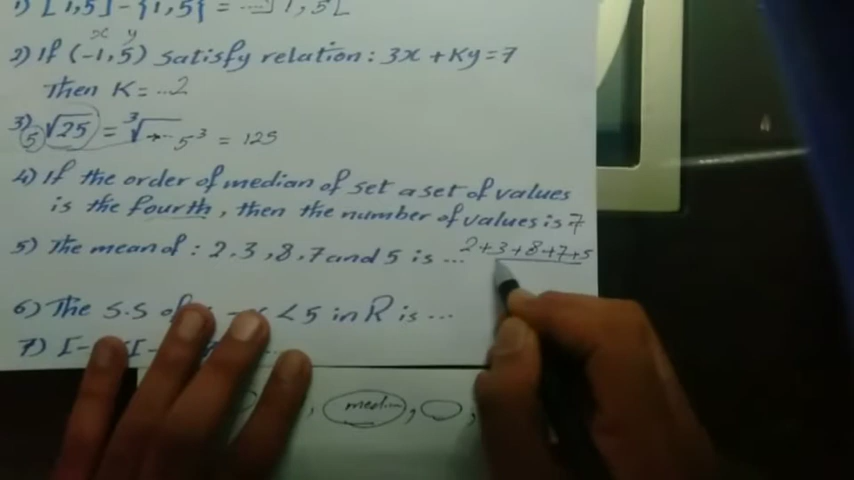 1) [1,5] - {1,5} = ....]1,5[
x y
2) If (-1,5) satisfy relation: 3x + Ky = 7
Then K = ...2
3) 5 √25 = ∛ ... 5³ = 125
4) If the order of median of set a set of values
is the fourth, then the number of values is 7
5) The mean of : 2,3,8,7 and 5 is ... 2+3+8+7+5
6) The S.S of < 5 in R is ...
7)
, median, ,